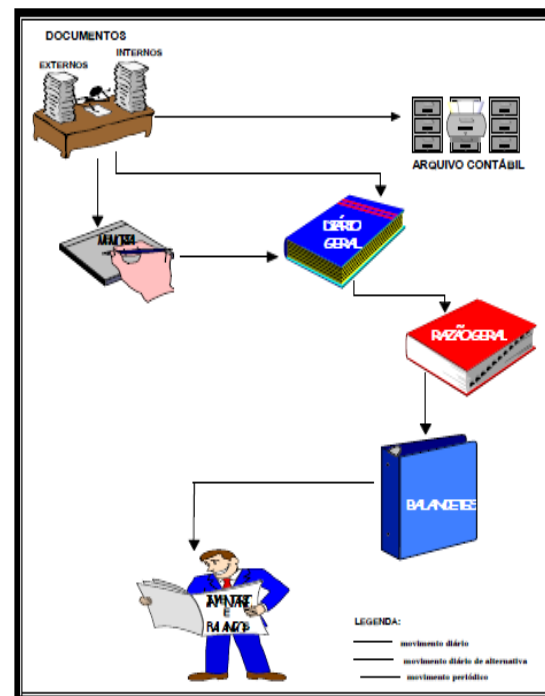 DOCUMENTOS
EXTERNOS
INTERNOS
ARQUIVO CONTÁBIL
DIÁRIO
GERAL
RAZÃO GERAL
BALANCETES
E
LEGENDA:
movimento diário
movimento diário de alternativa
movimento periódico